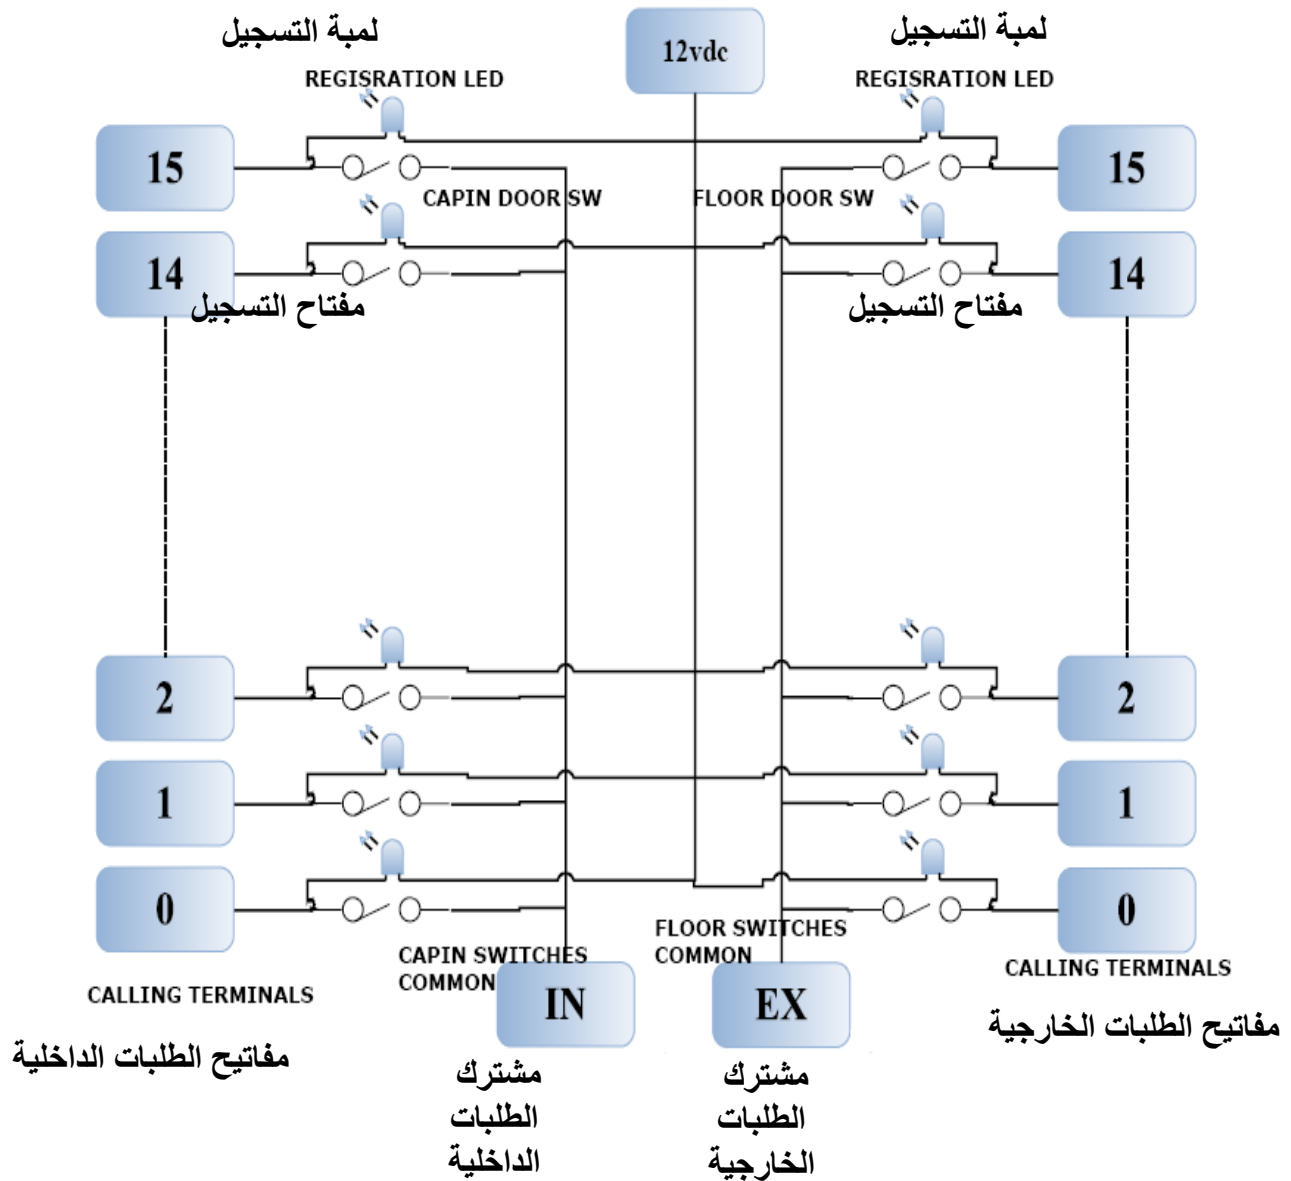 لمبة التسجيل
12vdc
لمبة التسجيل
REGISRATION LED
REGISRATION LED
15
15
CAPIN DOOR SW
FLOOR DOOR SW
14
14
مفتاح التسجيل
مفتاح التسجيل
2
2
1
1
0
0
CAPIN SWITCHES
COMMON
FLOOR SWITCHES
COMMON
CALLING TERMINALS
CALLING TERMINALS
IN
EX
مفاتيح الطلبات الداخلية
مفاتيح الطلبات الخارجية
مشترك
الطلبات
الداخلية
مشترك
الطلبات
الخارجية